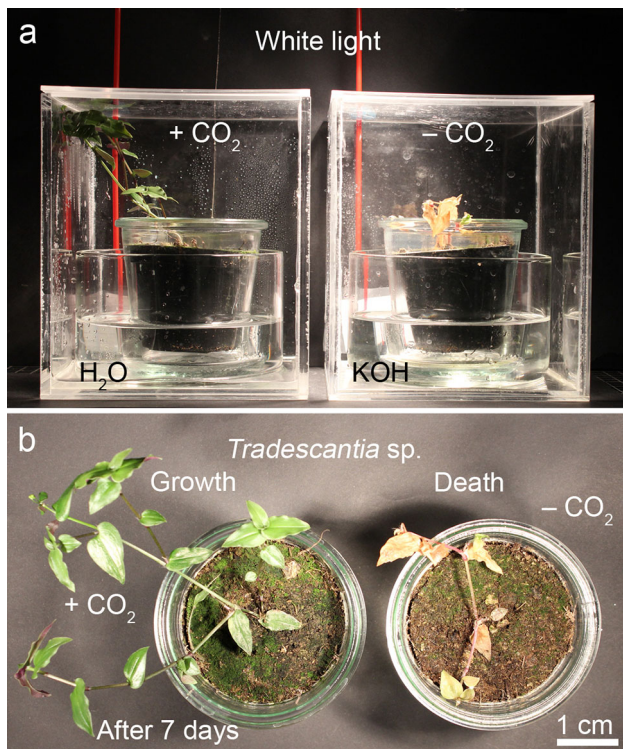 a
White light
+ CO₂
– CO₂
H₂O
KOH
b
Tradescantia sp.
Growth
Death
– CO₂
+ CO₂
After 7 days
1 cm